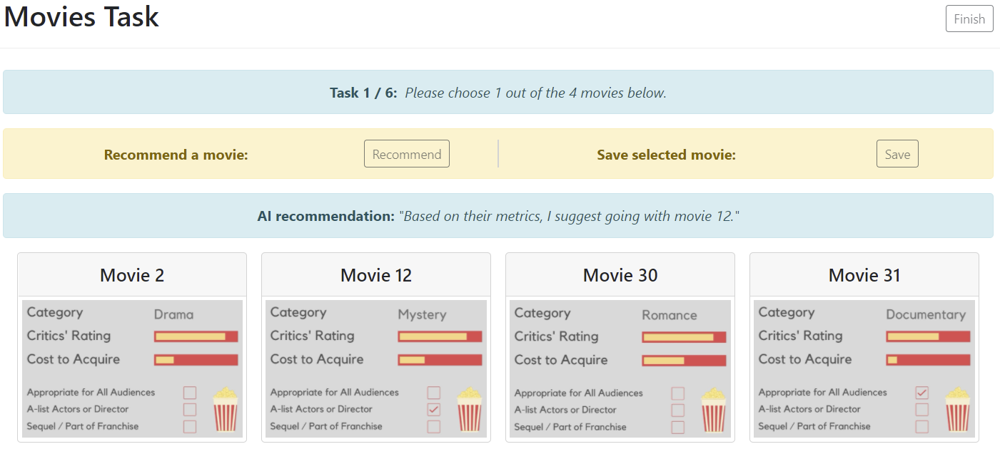 Movies Task
Finish
Task 1 / 6: Please choose 1 out of the 4 movies below.
Recommend a movie:
Recommend
Save selected movie:
Save
AI recommendation: "Based on their metrics, I suggest going with movie 12."
Movie 2
Category Drama
Critics' Rating
Cost to Acquire
Appropriate for All Audiences
A-list Actors or Director
Sequel / Part of Franchise
Movie 12
Category Mystery
Critics' Rating
Cost to Acquire
Appropriate for All Audiences
A-list Actors or Director
Sequel / Part of Franchise
Movie 30
Category Romance
Critics' Rating
Cost to Acquire
Appropriate for All Audiences
A-list Actors or Director
Sequel / Part of Franchise
Movie 31
Category Documentary
Critics' Rating
Cost to Acquire
Appropriate for All Audiences
A-list Actors or Director
Sequel / Part of Franchise